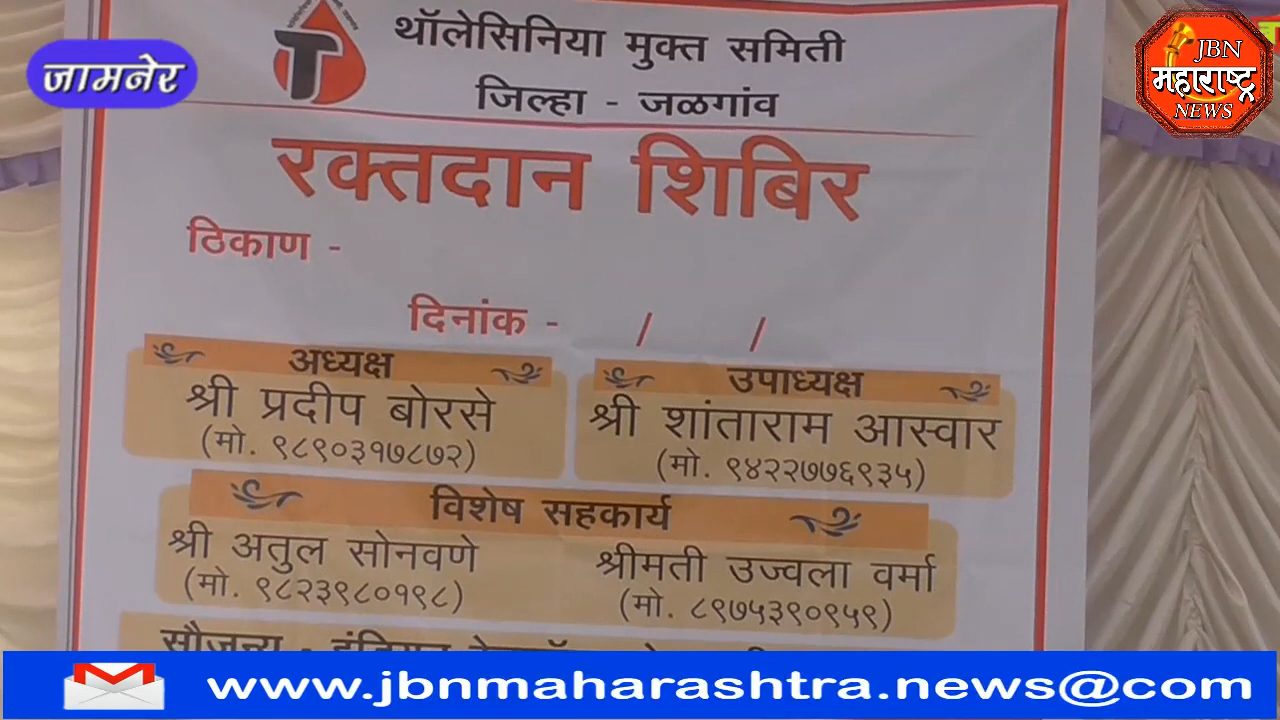 जामनेर
JBN
महाराष्ट्र
NEWS
T
थॉलेसिनिया मुक्त समिती
जिल्हा - जळगांव
रक्तदान शिबिर
ठिकाण -
दिनांक - / /
अध्यक्ष
श्री प्रदीप बोरसे
(मो. ९८९०३१७८७२)
उपाध्यक्ष
श्री शांताराम आस्वार
(मो. ९४२२७७६९३५)
विशेष सहकार्य
श्री अतुल सोनवणे
(मो. ९८२३९८०१९८)
श्रीमती उज्वला वर्मा
(मो. ८९७५३९०९५९)
सौजन्य -
www.jbnmaharashtra.news@com